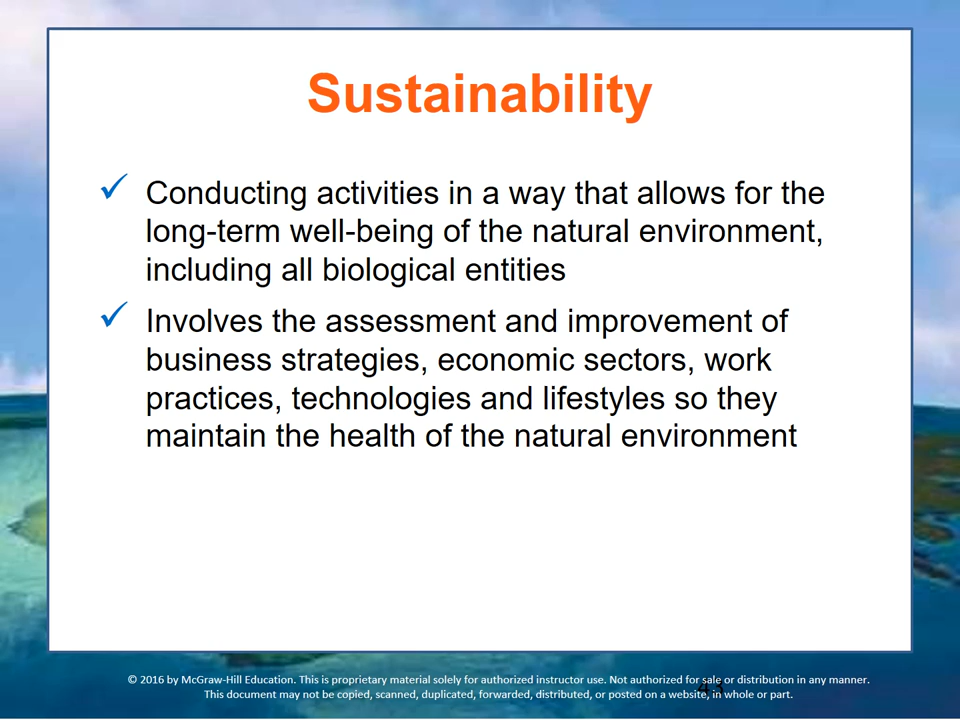 Sustainability
✓ Conducting activities in a way that allows for the
long-term well-being of the natural environment,
including all biological entities
✓ Involves the assessment and improvement of
business strategies, economic sectors, work
practices, technologies and lifestyles so they
maintain the health of the natural environment
© 2016 by McGraw-Hill Education. This is proprietary material solely for authorized instructor use. Not authorized for sale or distribution in any manner.
This document may not be copied, scanned, duplicated, forwarded, distributed, or posted on a website, in whole or part.